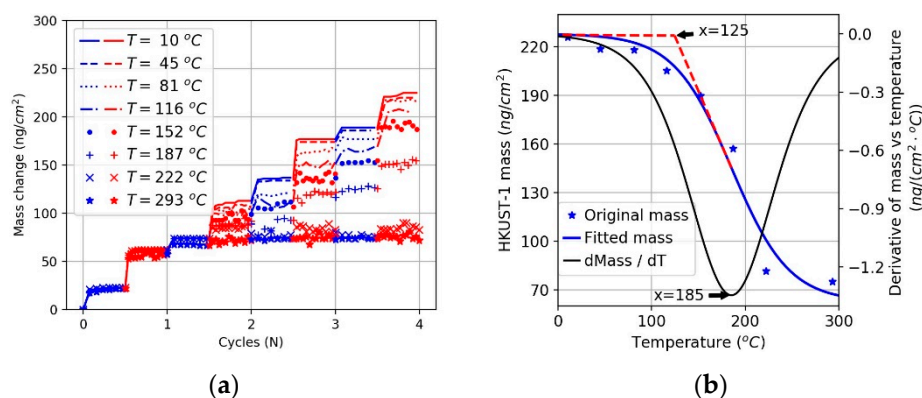 300
250
200
150
100
50
0
Mass change (ng/cm²)
T = 10 °C
T = 45 °C
T = 81 °C
T = 116 °C
T = 152 °C
T = 187 °C
T = 222 °C
T = 293 °C
0 1 2 3 4
Cycles (N)
(a)
220
190
160
130
100
70
HKUST-1 mass (ng/cm²)
x=125
Original mass
Fitted mass
dMass / dT
x=185
0.0
−0.3
−0.6
−0.9
−1.2
Derivative of mass vs temperature
(ng/(cm² · °C))
0 100 200 300
Temperature (°C)
(b)